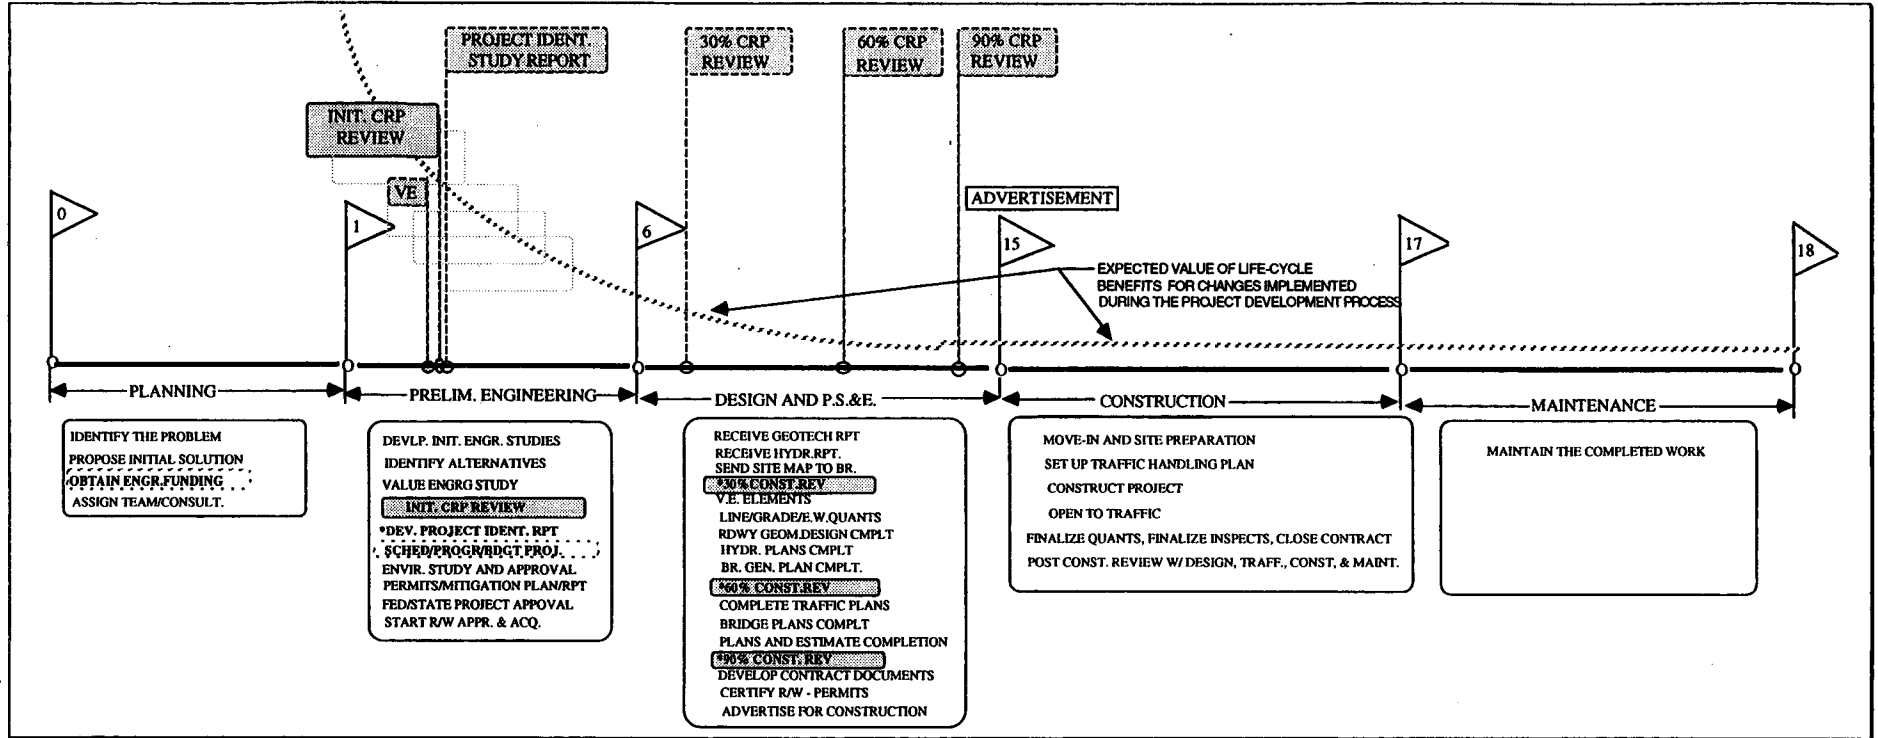 PROJECT IDENT.
STUDY REPORT
30% CRP
REVIEW
60% CRP
REVIEW
90% CRP
REVIEW
INIT. CRP
REVIEW
VE
ADVERTISEMENT
0
1
6
15
17
18
EXPECTED VALUE OF LIFE-CYCLE
BENEFITS FOR CHANGES IMPLEMENTED
DURING THE PROJECT DEVELOPMENT PROCESS
PLANNING
PRELIM. ENGINEERING
DESIGN AND P.S.&E.
CONSTRUCTION
MAINTENANCE
IDENTIFY THE PROBLEM
PROPOSE INITIAL SOLUTION
OBTAIN ENGR.FUNDING
ASSIGN TEAM/CONSULT.
DEVLP. INIT. ENGR. STUDIES
IDENTIFY ALTERNATIVES
VALUE ENGRG STUDY
INIT. CRP REVIEW
*DEV. PROJECT IDENT. RPT
SCHED/PROGR/BDGT PROJ.
ENVIR. STUDY AND APPROVAL
PERMITS/MITIGATION PLAN/RPT
FED/STATE PROJECT APPOVAL
START R/W APPR. & ACQ.
RECEIVE GEOTECH RPT
RECEIVE HYDR.RPT.
SEND SITE MAP TO BR.
*30% CONST.REV
V.E. ELEMENTS
LINE/GRADE/E.W.QUANTS
RDWY GEOM.DESIGN CMPLT
HYDR. PLANS CMPLT
BR. GEN. PLAN CMPLT.
*60% CONST.REV
COMPLETE TRAFFIC PLANS
BRIDGE PLANS COMPLT
PLANS AND ESTIMATE COMPLETION
*90% CONST. REV
DEVELOP CONTRACT DOCUMENTS
CERTIFY R/W - PERMITS
ADVERTISE FOR CONSTRUCTION
MOVE-IN AND SITE PREPARATION
SET UP TRAFFIC HANDLING PLAN
CONSTRUCT PROJECT
OPEN TO TRAFFIC
FINALIZE QUANTS, FINALIZE INSPECTS, CLOSE CONTRACT
POST CONST. REVIEW W/ DESIGN, TRAFF., CONST, & MAINT.
MAINTAIN THE COMPLETED WORK